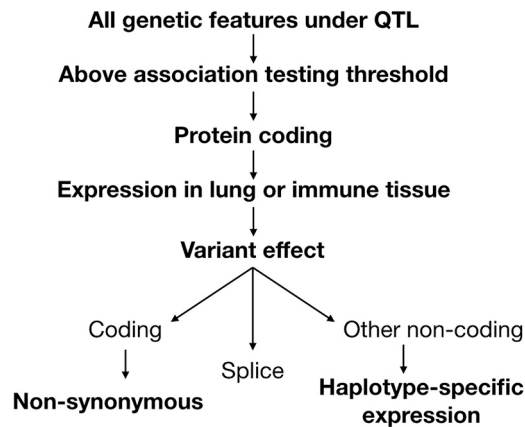 All genetic features under QTL
Above association testing threshold
Protein coding
Expression in lung or immune tissue
Variant effect
Coding
Splice
Other non-coding
Non-synonymous
Haplotype-specific
expression